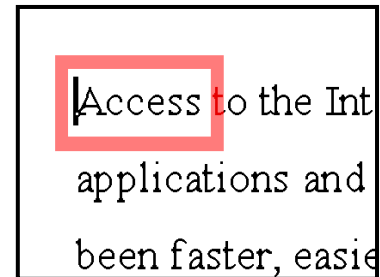 Access to the Int
applications and
been faster, easie